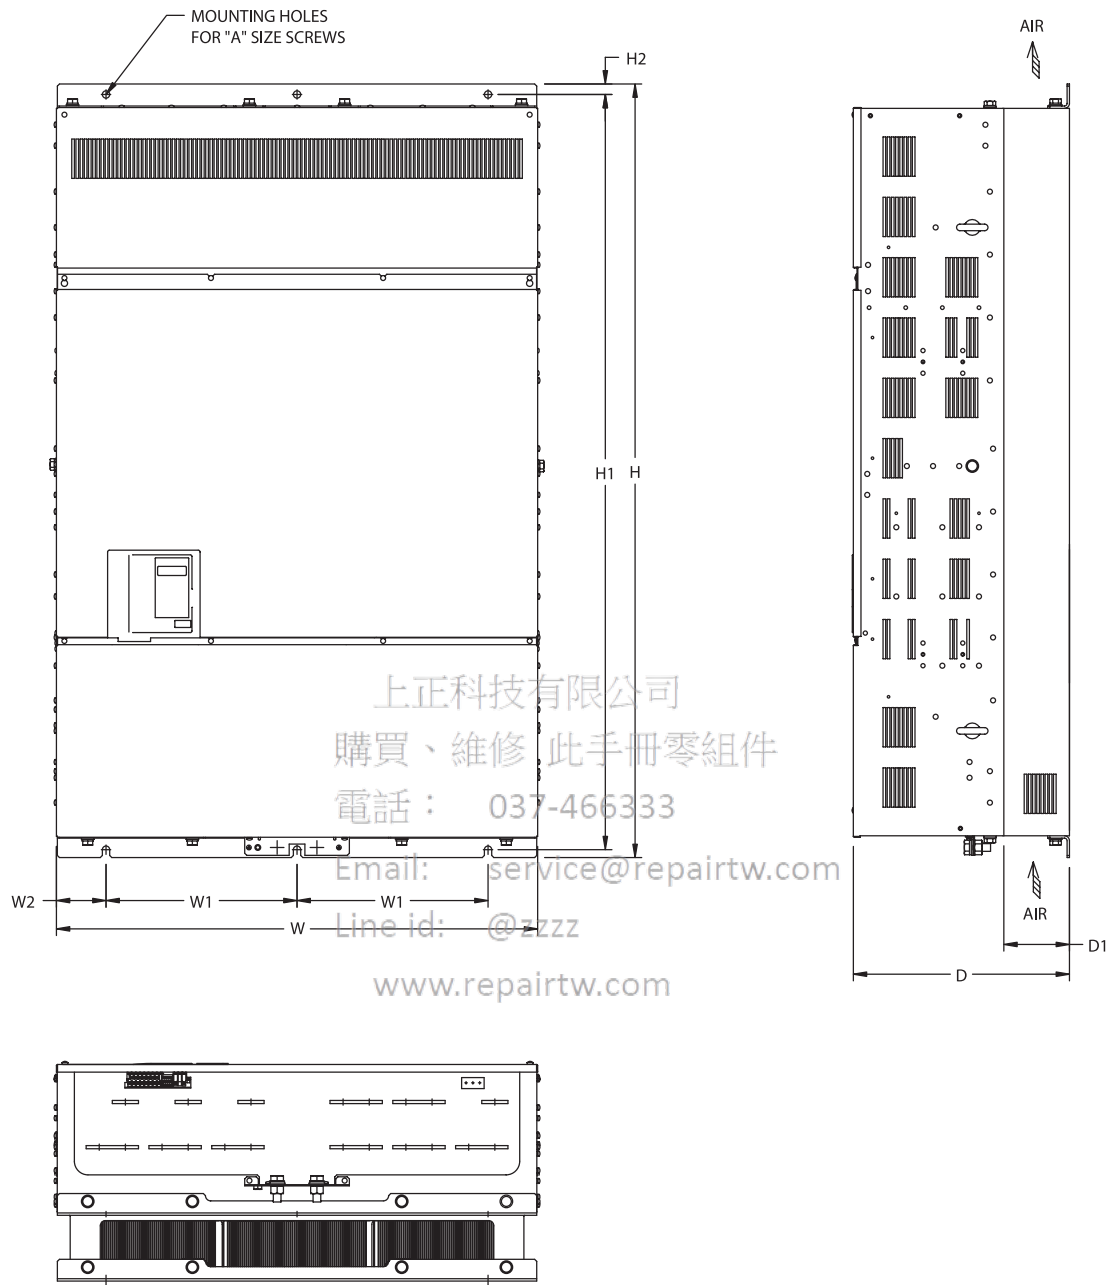 MOUNTING HOLES
FOR "A" SIZE SCREWS
H2
AIR
H1
H
上正科技有限公司
購買、維修 此手冊零組件
電話： 037-466333
Email: service@repairtw.com
W2
W1
W1
AIR
W
Line id: @zzzz
D1
D
www.repairtw.com